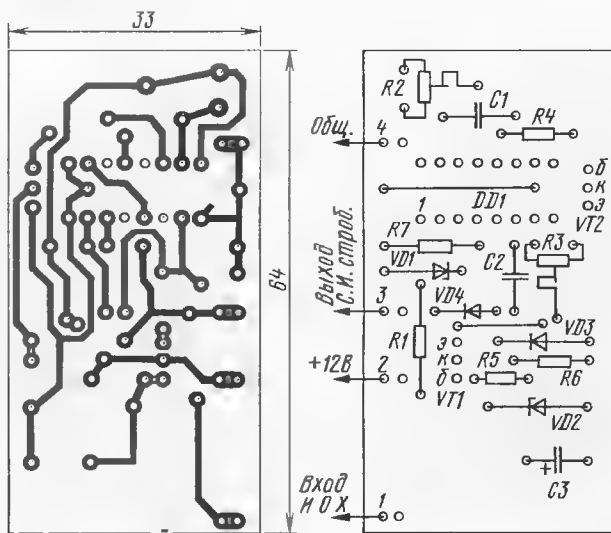 33
64
R2
C1
R4
Общ. 4
б
к
э
VT2
1
DD1
R7
R3
VD1
C2
Выход
С.И. строб.
3
VD4
VD3
R1
э
к
б
+12В
2
R5
R6
VT1
VD2
+
C3
Вход
И О Х
1